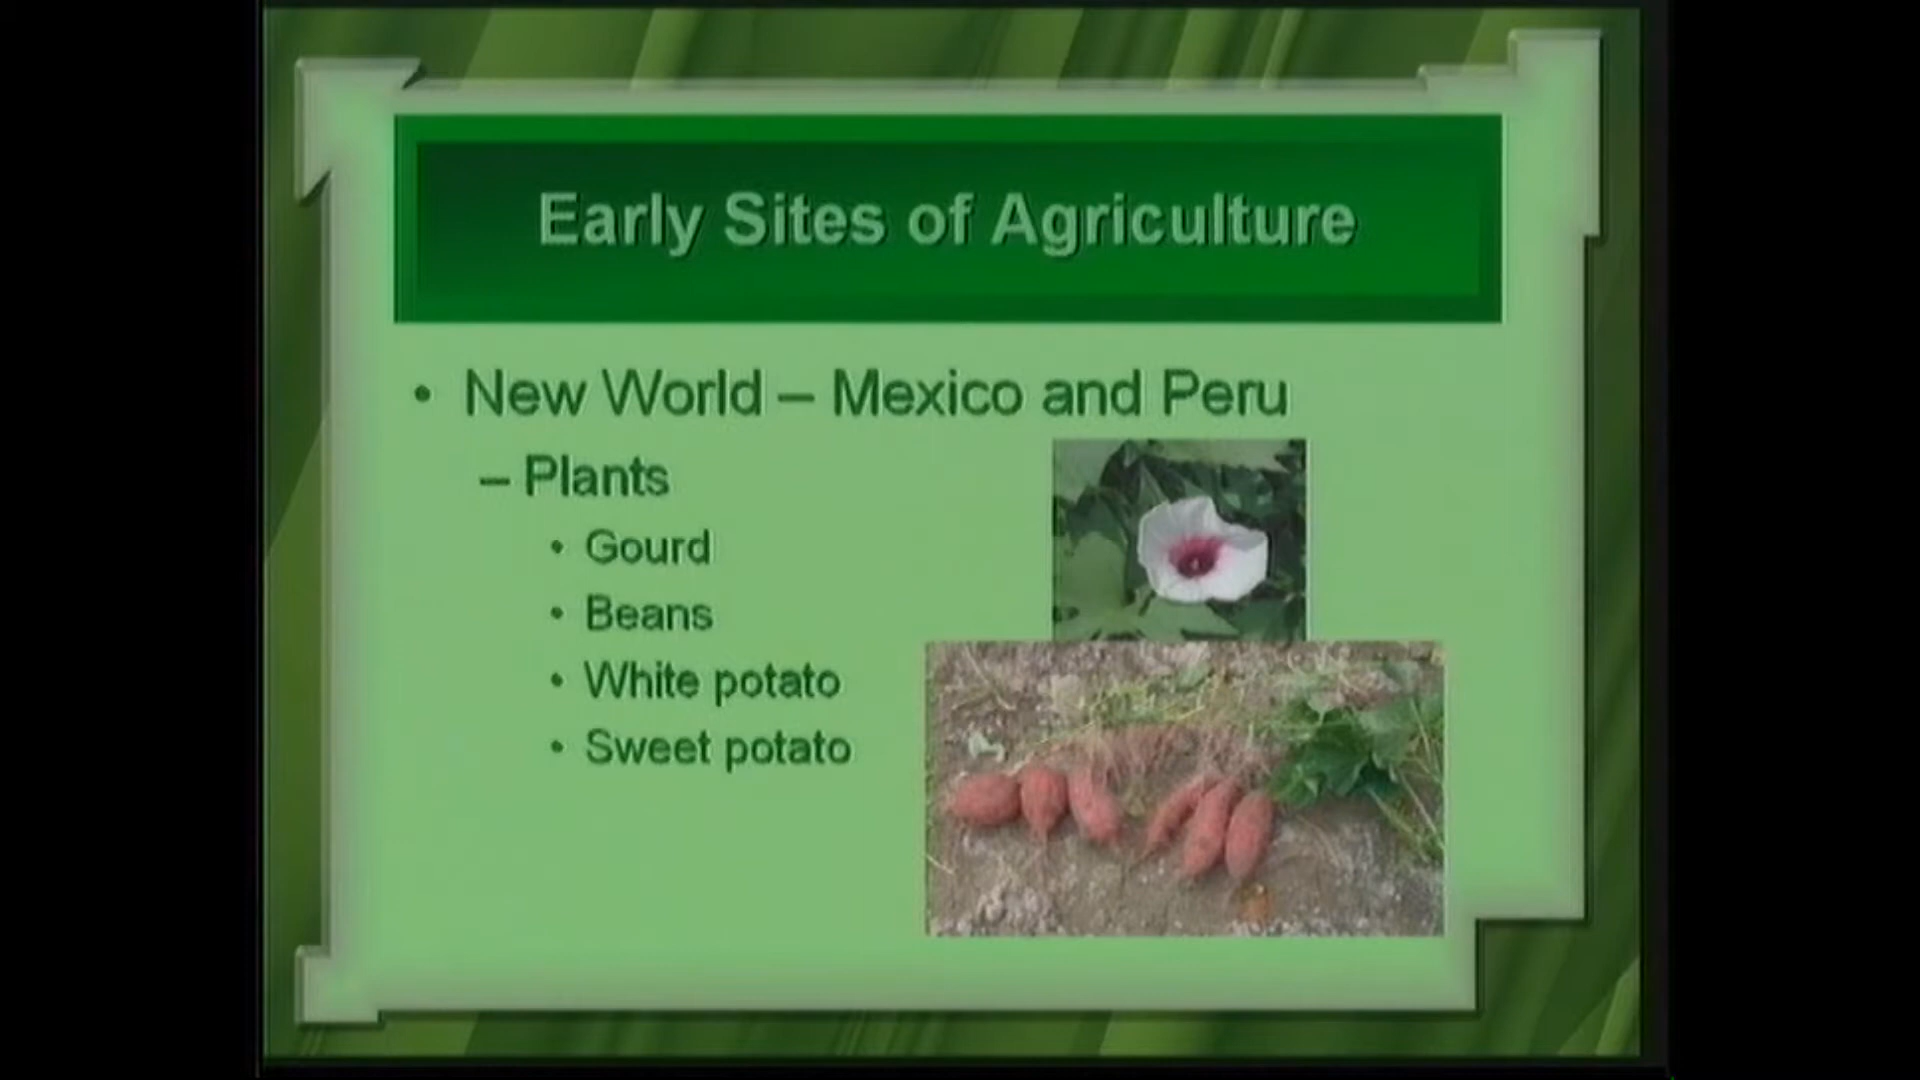 Early Sites of Agriculture
• New World – Mexico and Peru
– Plants
• Gourd
• Beans
• White potato
• Sweet potato